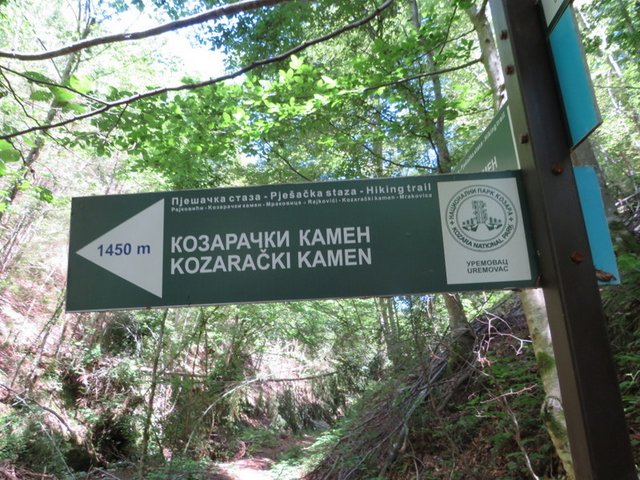 Пјешачка стаза - Pješačka staza - Hiking trail
Рајковићи - Козарачки камен - Мраковица - Rajkovići - Kozarački kamen - Mrakovica
1450 m
КОЗАРАЧКИ КАМЕН
KOZARAČKI KAMEN
НАЦИОНАЛНИ ПАРК КОЗАРА
KOZARA NATIONAL PARK
УРЕМОВАЦ
UREMOVAC
КАМЕН